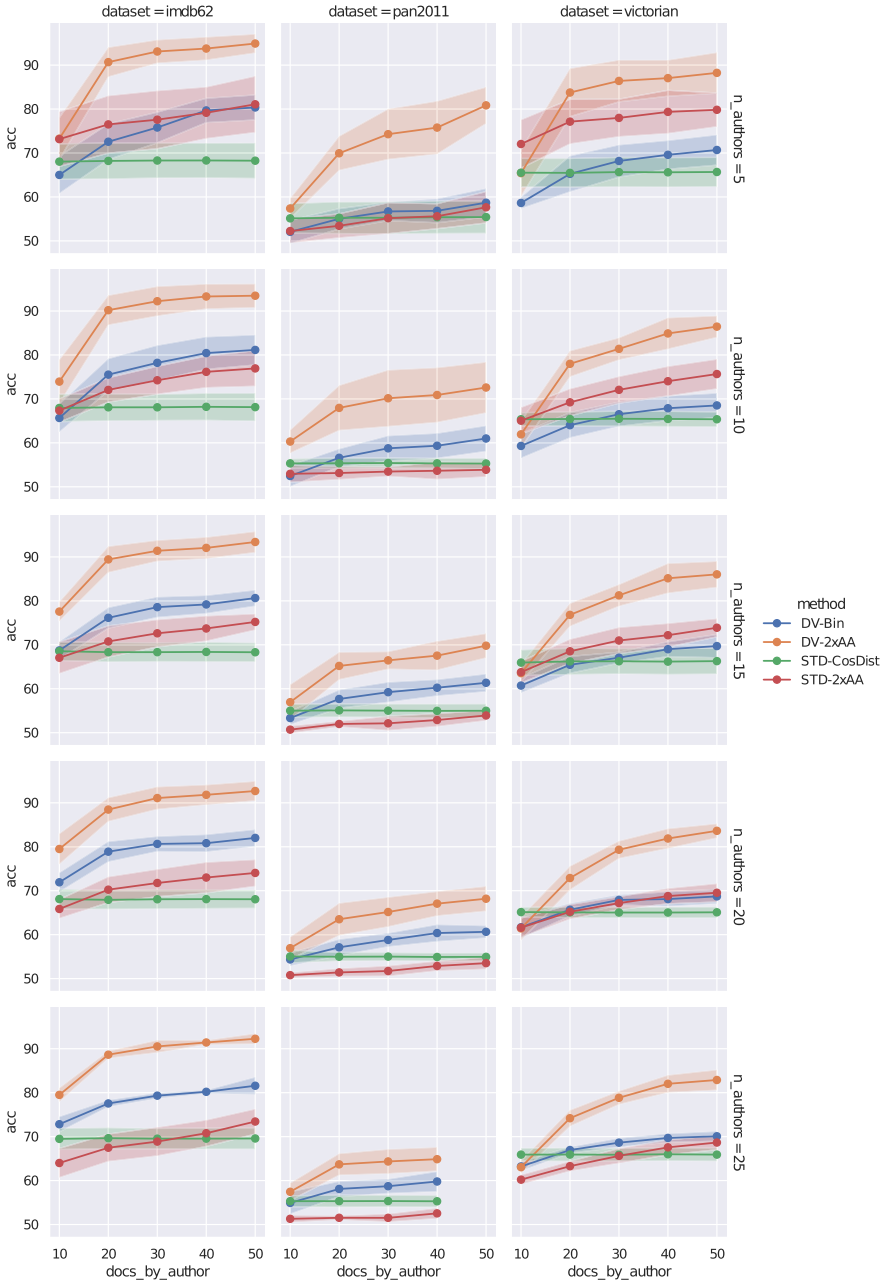 dataset = imdb62 dataset = pan2011 dataset = victorian
90
80
70
60
50
acc
n_authors = 5
90
80
70
60
50
acc
n_authors = 10
90
80
70
60
50
acc
n_authors = 15
method
DV-Bin
DV-2xAA
STD-CosDist
STD-2xAA
90
80
70
60
50
acc
n_authors = 20
90
80
70
60
50
acc
n_authors = 25
10 20 30 40 50 10 20 30 40 50 10 20 30 40 50
docs_by_author docs_by_author docs_by_author